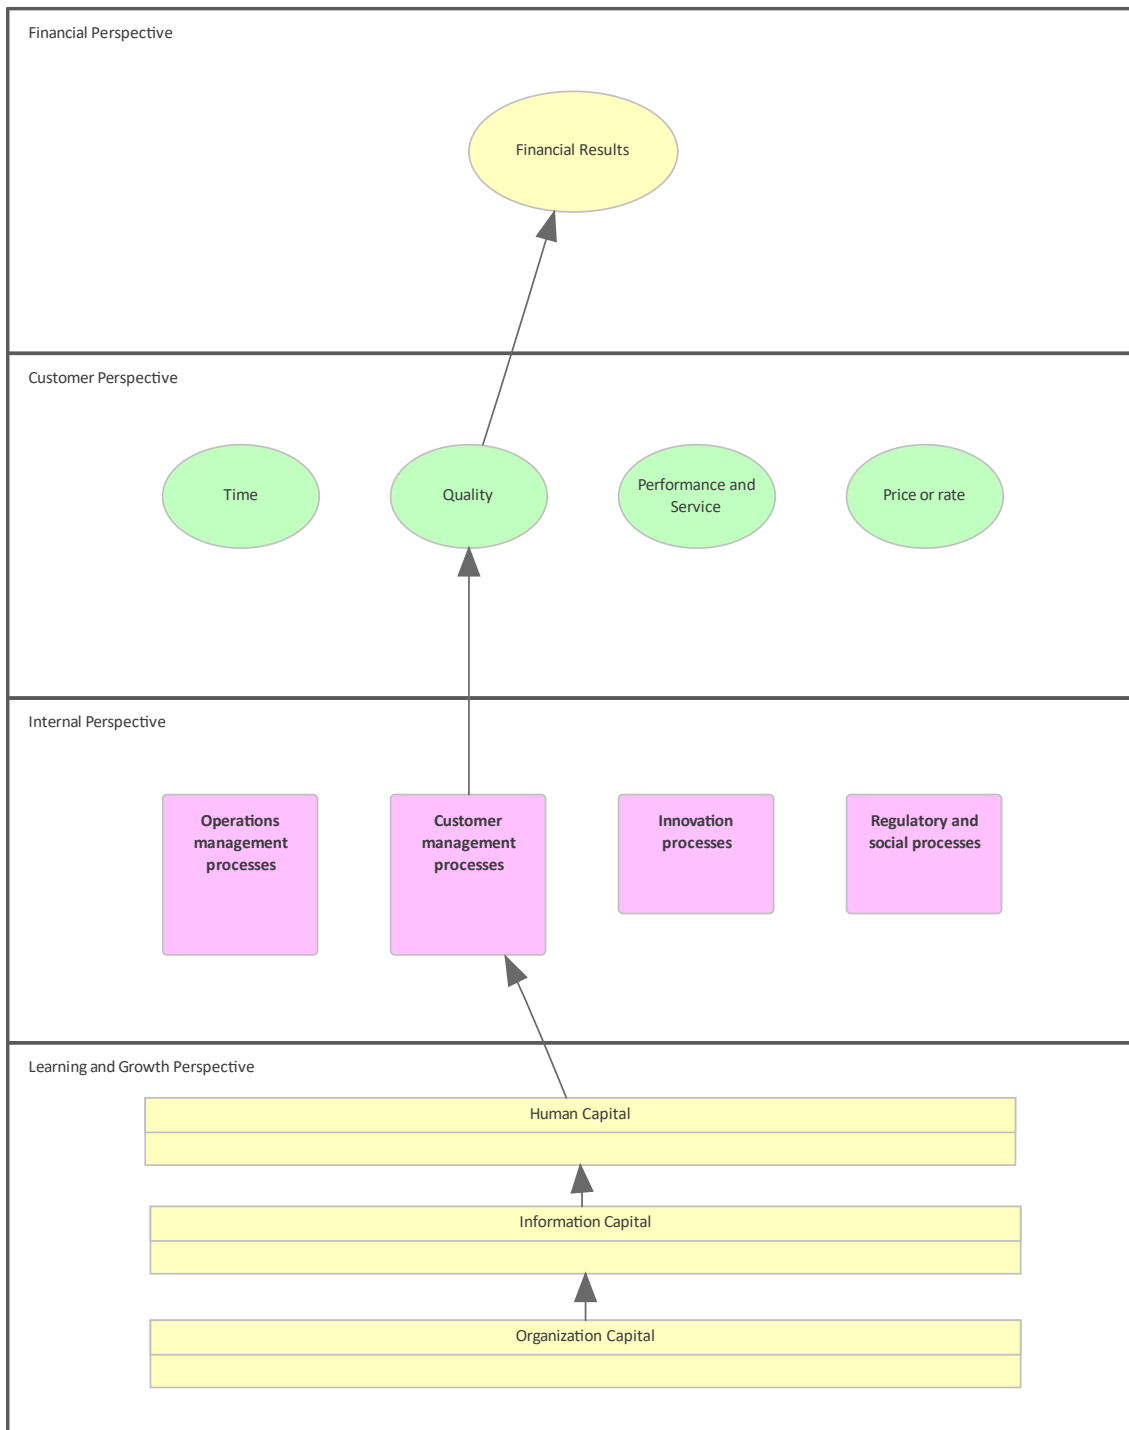 Financial Perspective
Financial Results
Customer Perspective
Time
Quality
Performance and
Service
Price or rate
Internal Perspective
Operations
management
processes
Customer
management
processes
Innovation
processes
Regulatory and
social processes
Learning and Growth Perspective
Human Capital
Information Capital
Organization Capital